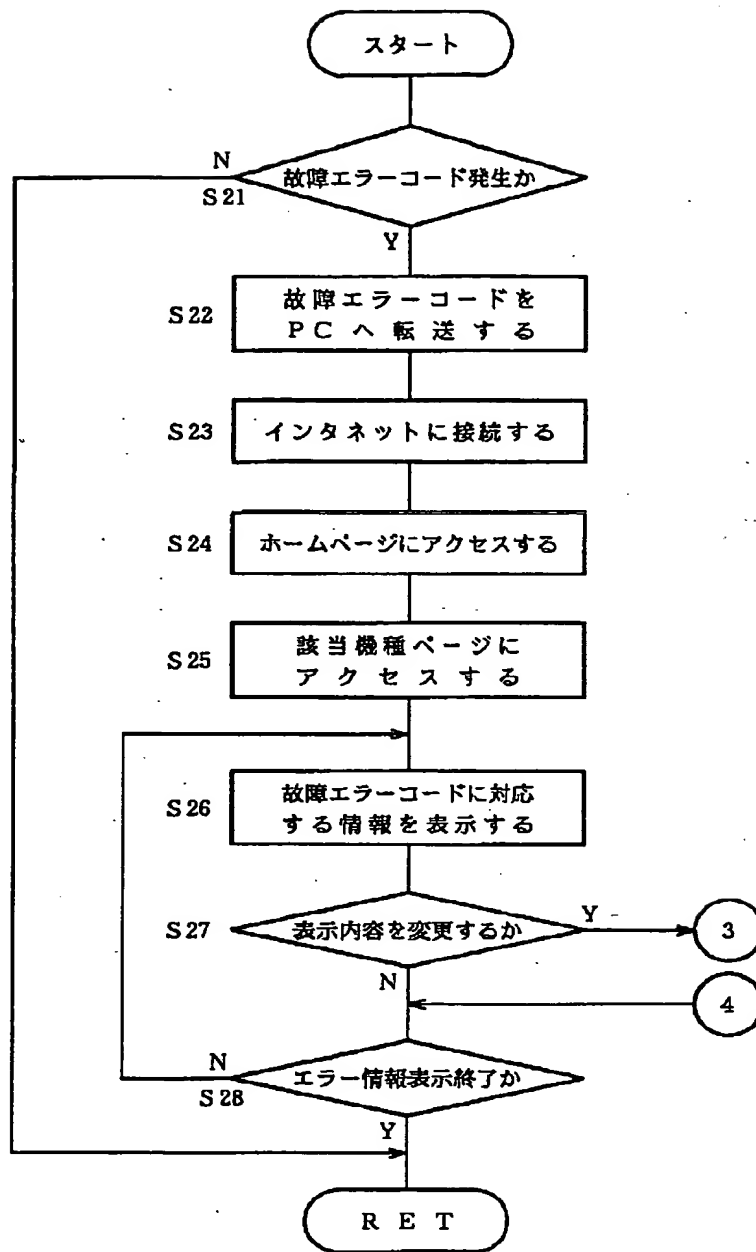 スタート
N
S21
故障エラーコード発生か
Y
S22
故障エラーコードを
PCへ転送する
S23
インタネットに接続する
S24
ホームページにアクセスする
S25
該当機種ページに
アクセスする
S26
故障エラーコードに対応
する情報を表示する
S27
表示内容を変更するか
Y
3
N
4
N
S28
エラー情報表示終了か
Y
RET